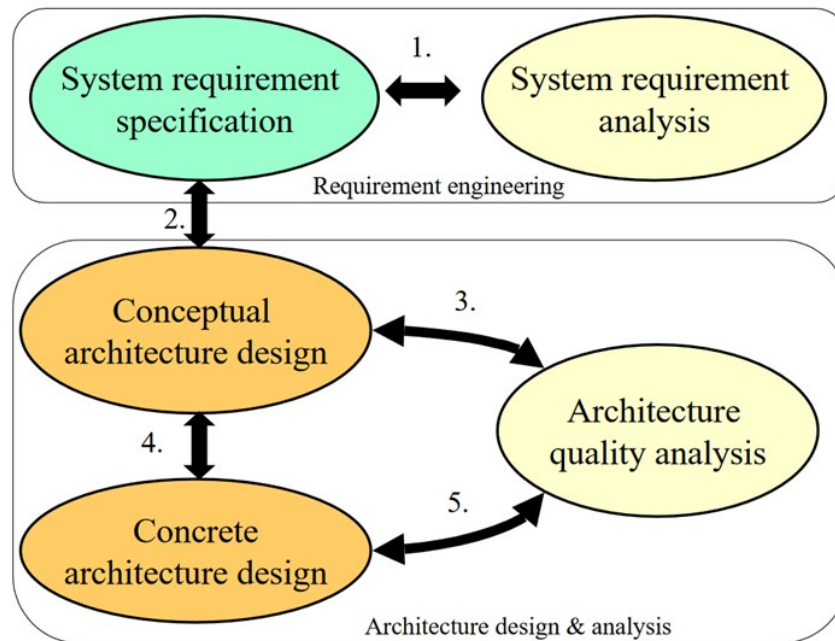 1.
System requirement
specification
System requirement
analysis
Requirement engineering
2.
Conceptual
architecture design
3.
Architecture
quality analysis
4.
Concrete
architecture design
5.
Architecture design & analysis